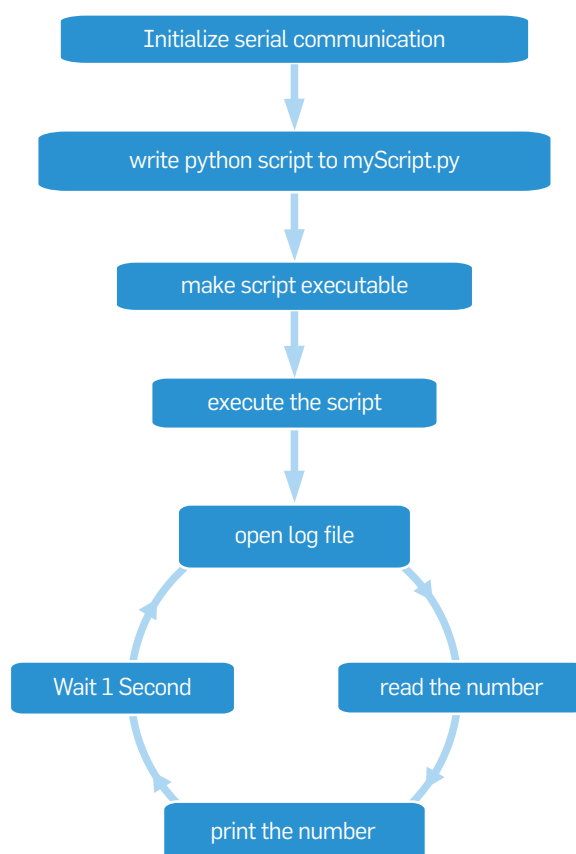 Initialize serial communication
write python script to myScript.py
make script executable
execute the script
open log file
Wait 1 Second
read the number
print the number